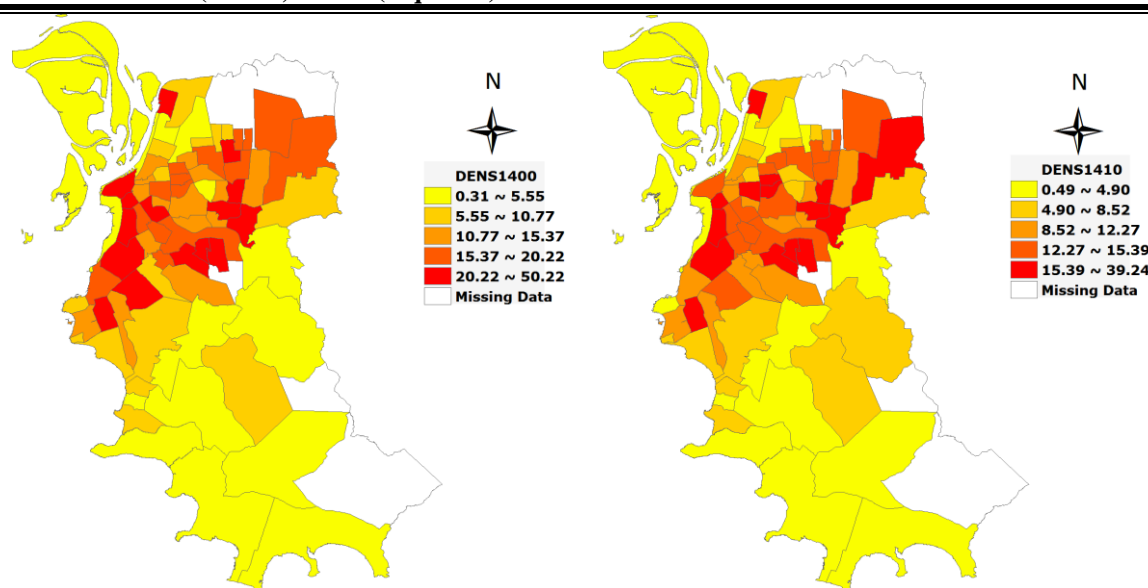 N
DENS1400
0.31 ~ 5.55
5.55 ~ 10.77
10.77 ~ 15.37
15.37 ~ 20.22
20.22 ~ 50.22
Missing Data
N
DENS1410
0.49 ~ 4.90
4.90 ~ 8.52
8.52 ~ 12.27
12.27 ~ 15.39
15.39 ~ 39.24
Missing Data